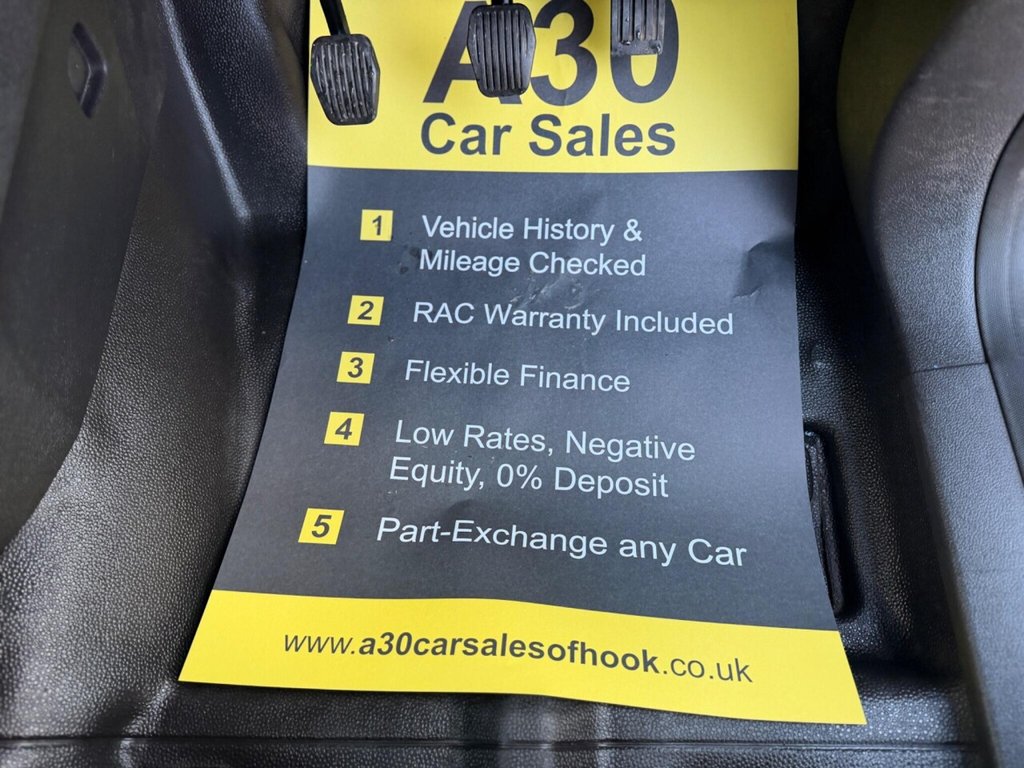 A30
Car Sales
1 Vehicle History &
Mileage Checked
2 RAC Warranty Included
3 Flexible Finance
4 Low Rates, Negative
Equity, 0% Deposit
5 Part-Exchange any Car
www.a30carsalesofhook.co.uk